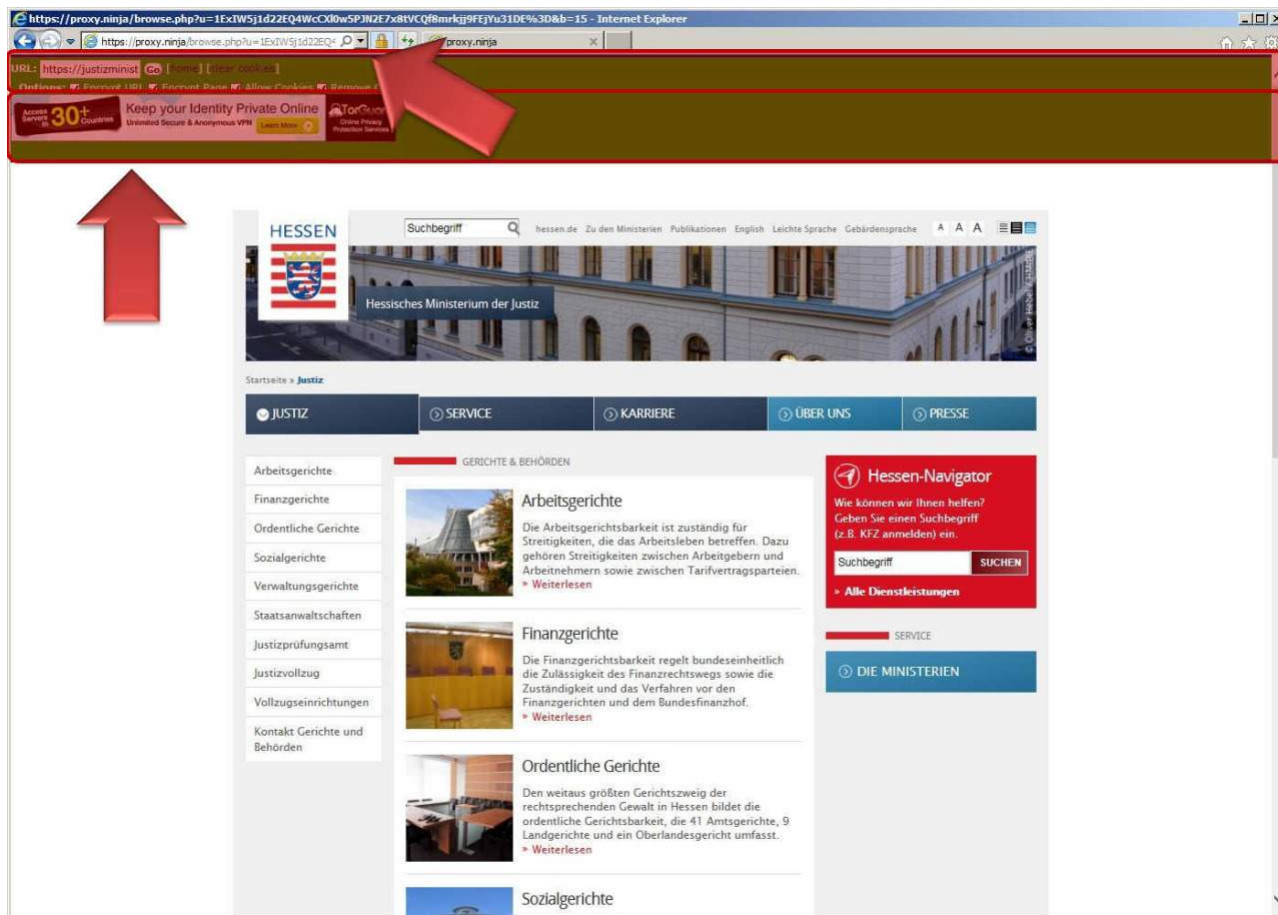 https://proxy.ninja/browse.php?u=1ExIW5j1d22EQ4WcCXl0w5PJN2E7x8tVCQf8mrkjj9FEjYu31DE%3D&b=15 - Internet Explorer
https://proxy.ninja/browse.php?u=1ExIW5j1d22EQ4
proxy.ninja
URL: https://justizminist Go [home] [clear cookies]
Options: Encrypt URL Encrypt Page Allow Cookies Remove
Access Servers in 30+ Countries
Keep your Identity Private Online
Unlimited Secure & Anonymous VPN Learn More
TorGuar
Online Privacy
Protection Services
HESSEN
Suchbegriff
hessen.de Zu den Ministerien Publikationen English Leichte Sprache Gebärdensprache A A A
Hessisches Ministerium der Justiz
Startseite » Justiz
JUSTIZ SERVICE KARRIERE ÜBER UNS PRESSE
Arbeitsgerichte
Finanzgerichte
Ordentliche Gerichte
Sozialgerichte
Verwaltungsgerichte
Staatsanwaltschaften
Justizprüfungsamt
Justizvollzug
Vollzugseinrichtungen
Kontakt Gerichte und
Behörden
GERICHTE & BEHÖRDEN
Arbeitsgerichte
Die Arbeitsgerichtsbarkeit ist zuständig für
Streitigkeiten, die das Arbeitsleben betreffen. Dazu
gehören Streitigkeiten zwischen Arbeitgebern und
Arbeitnehmern sowie zwischen Tarifvertragsparteien.
» Weiterlesen
Finanzgerichte
Die Finanzgerichtsbarkeit regelt bundeseinheitlich
die Zulässigkeit des Finanzrechtswegs sowie die
Zuständigkeit und das Verfahren vor den
Finanzgerichten und dem Bundesfinanzhof.
» Weiterlesen
Ordentliche Gerichte
Den weitaus größten Gerichtszweig der
rechtsprechenden Gewalt in Hessen bildet die
ordentliche Gerichtsbarkeit, die 41 Amtsgerichte, 9
Landgerichte und ein Oberlandesgericht umfasst.
» Weiterlesen
Sozialgerichte
Hessen-Navigator
Wie können wir Ihnen helfen?
Geben Sie einen Suchbegriff
(z.B. KFZ anmelden) ein.
Suchbegriff SUCHEN
» Alle Dienstleistungen
SERVICE
DIE MINISTERIEN